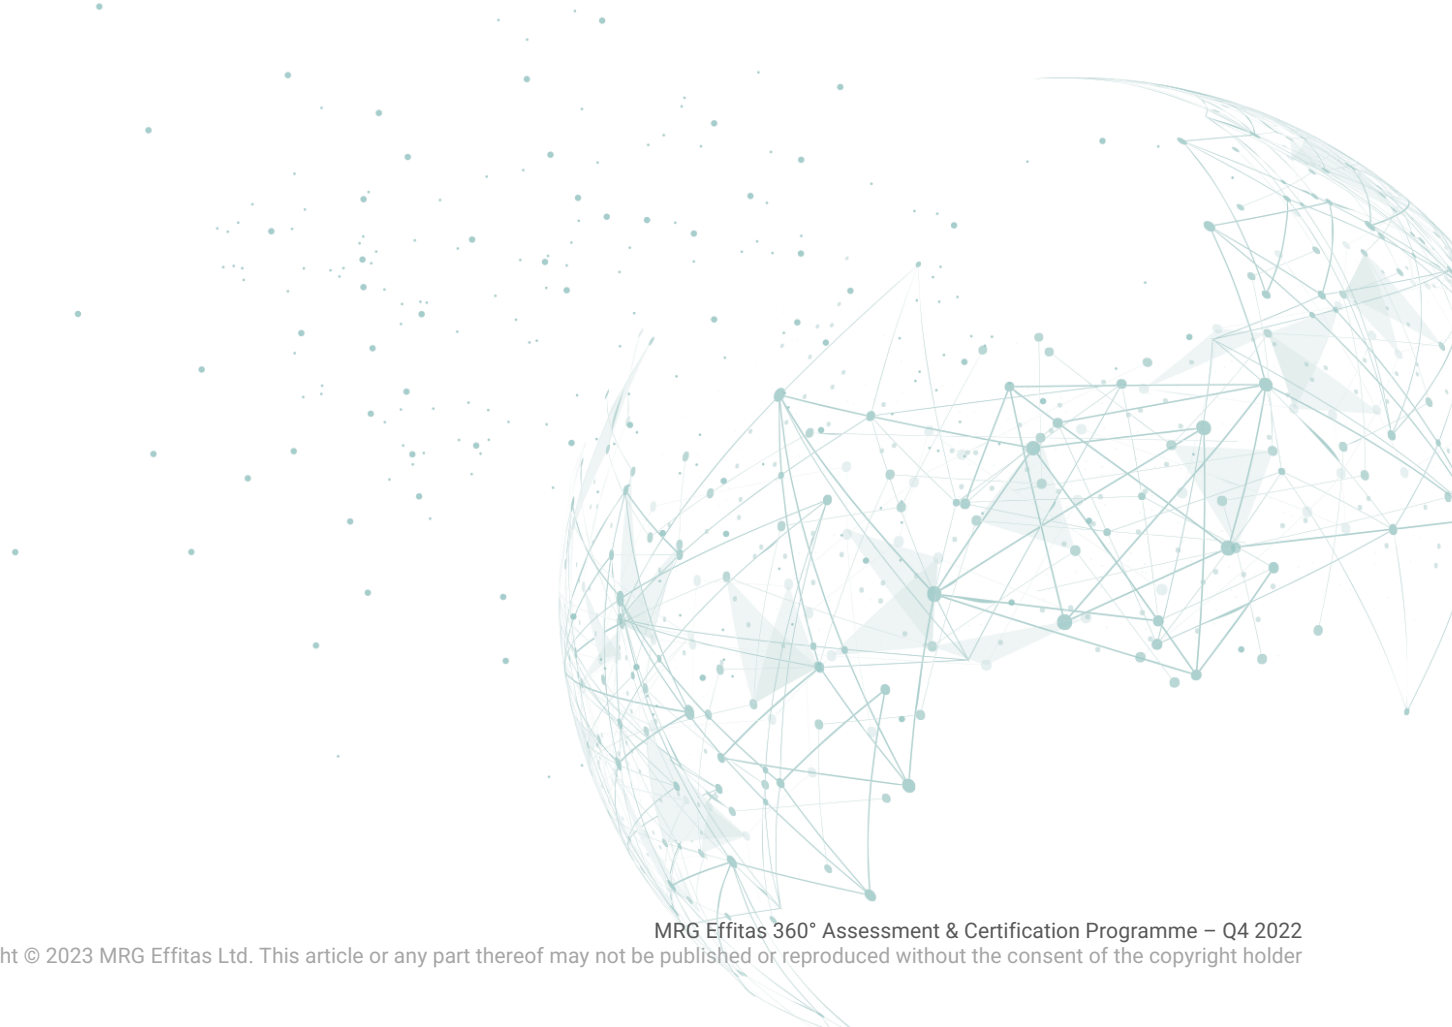 MRG Effitas 360° Assessment & Certification Programme – Q4 2022
ht © 2023 MRG Effitas Ltd. This article or any part thereof may not be published or reproduced without the consent of the copyright holder